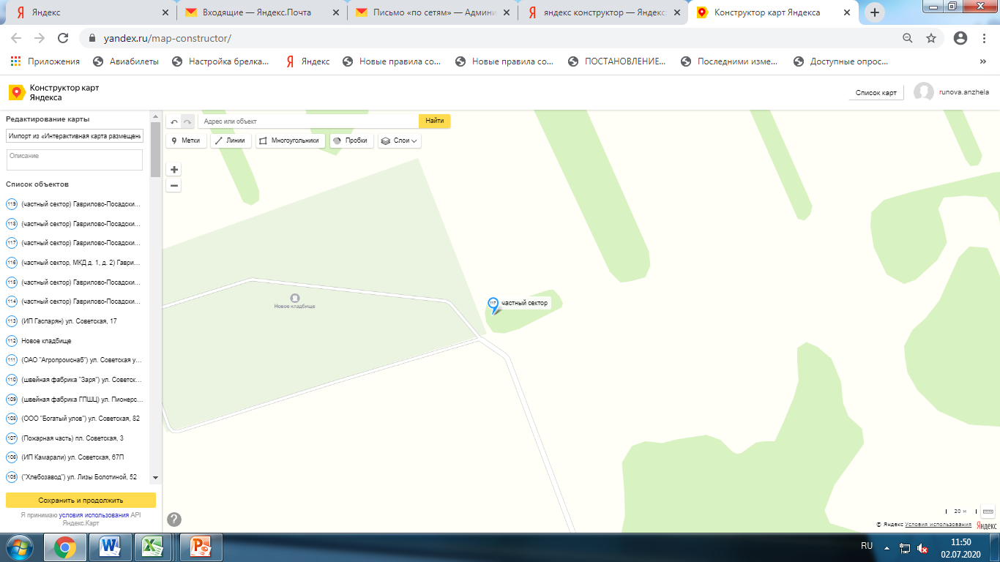 Яндекс
Входящие — Яндекс.Почта
Письмо «по сетям» — Админи
яндекс конструктор — Яндекс:
Конструктор карт Яндекса
yandex.ru/map-constructor/
Приложения
Авиабилеты
Настройка брелка...
Яндекс
Новые правила со...
Новые правила со...
ПОСТАНОВЛЕНИЕ...
Последними изме...
Доступные опрос...
»
Конструктор карт
Яндекса
Список карт
runova.anzhela
Редактирование карты
Импорт из «Интерактивная карта размещени
Описание
Список объектов
119 (частный сектор) Гаврилово-Посадски...
118 (частный сектор) Гаврилово-Посадски...
117 (частный сектор) Гаврилово-Посадски...
116 (частный сектор, МКД д. 1, д. 2) Гаври...
115 (частный сектор) Гаврилово-Посадски...
114 (частный сектор) Гаврилово-Посадски...
113 (ИП Гаспарян) ул. Советская, 17
112 Новое кладбище
111 (ОАО "Агропромснаб") ул. Советская у...
110 (швейная фабрика "Заря") ул. Советск...
109 (швейная фабрика ГПШЦ) ул. Пионерс...
108 (ООО "Богатый улов") ул. Советская, 82
107 (Пожарная часть) пл. Советская, 3
106 (ИП Камарали) ул. Советская, 67П
105 ("Хлебозавод") ул. Лизы Болотиной, 52
Сохранить и продолжить
Я принимаю условия использования API
Яндекс.Карт
Адрес или объект
Найти
Метки
Линии
Многоугольники
Пробки
Слои
Новое кладбище
117 частный сектор
20 м
© Яндекс Условия использования
Яндекс
RU
11:50
02.07.2020